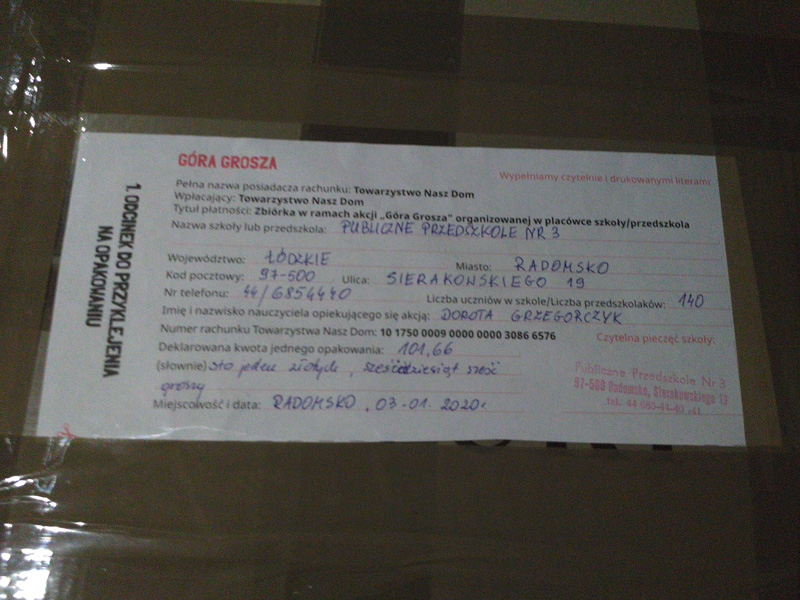 GÓRA GROSZA
Wypełniamy czytelnie i drukowanymi literami
1. ODCINEK DO PRZYKLEJENIA
NA OPAKOWANIU
Pełna nazwa posiadacza rachunku: Towarzystwo Nasz Dom
Wpłacający: Towarzystwo Nasz Dom
Tytuł płatności: Zbiórka w ramach akcji „Góra Grosza” organizowanej w placówce szkoły/przedszkola
Nazwa szkoły lub przedszkola: PUBLICZNE PRZEDSZKOLE NR 3
Województwo: ŁÓDZKIE Miasto: RADOMSKO
Kod pocztowy: 97-500 Ulica: SIERAKOWSKIEGO 19
Nr telefonu: 44/6854440 Liczba uczniów w szkole/Liczba przedszkolaków: 140
Imię i nazwisko nauczyciela opiekującego się akcją: DOROTA GRZEGORCZYK
Numer rachunku Towarzystwa Nasz Dom: 10 1750 0009 0000 0000 3086 6576
Czytelna pieczęć szkoły:
Deklarowana kwota jednego opakowania: 101,66
(słownie) sto jeden złotych, sześćdziesiąt sześć
groszy
Miejscowość i data: RADOMSKO, 03-01. 2020r
Publiczne Przedszkole Nr 3
97-500 Radomsko, Sierakowskiego
tel. 44